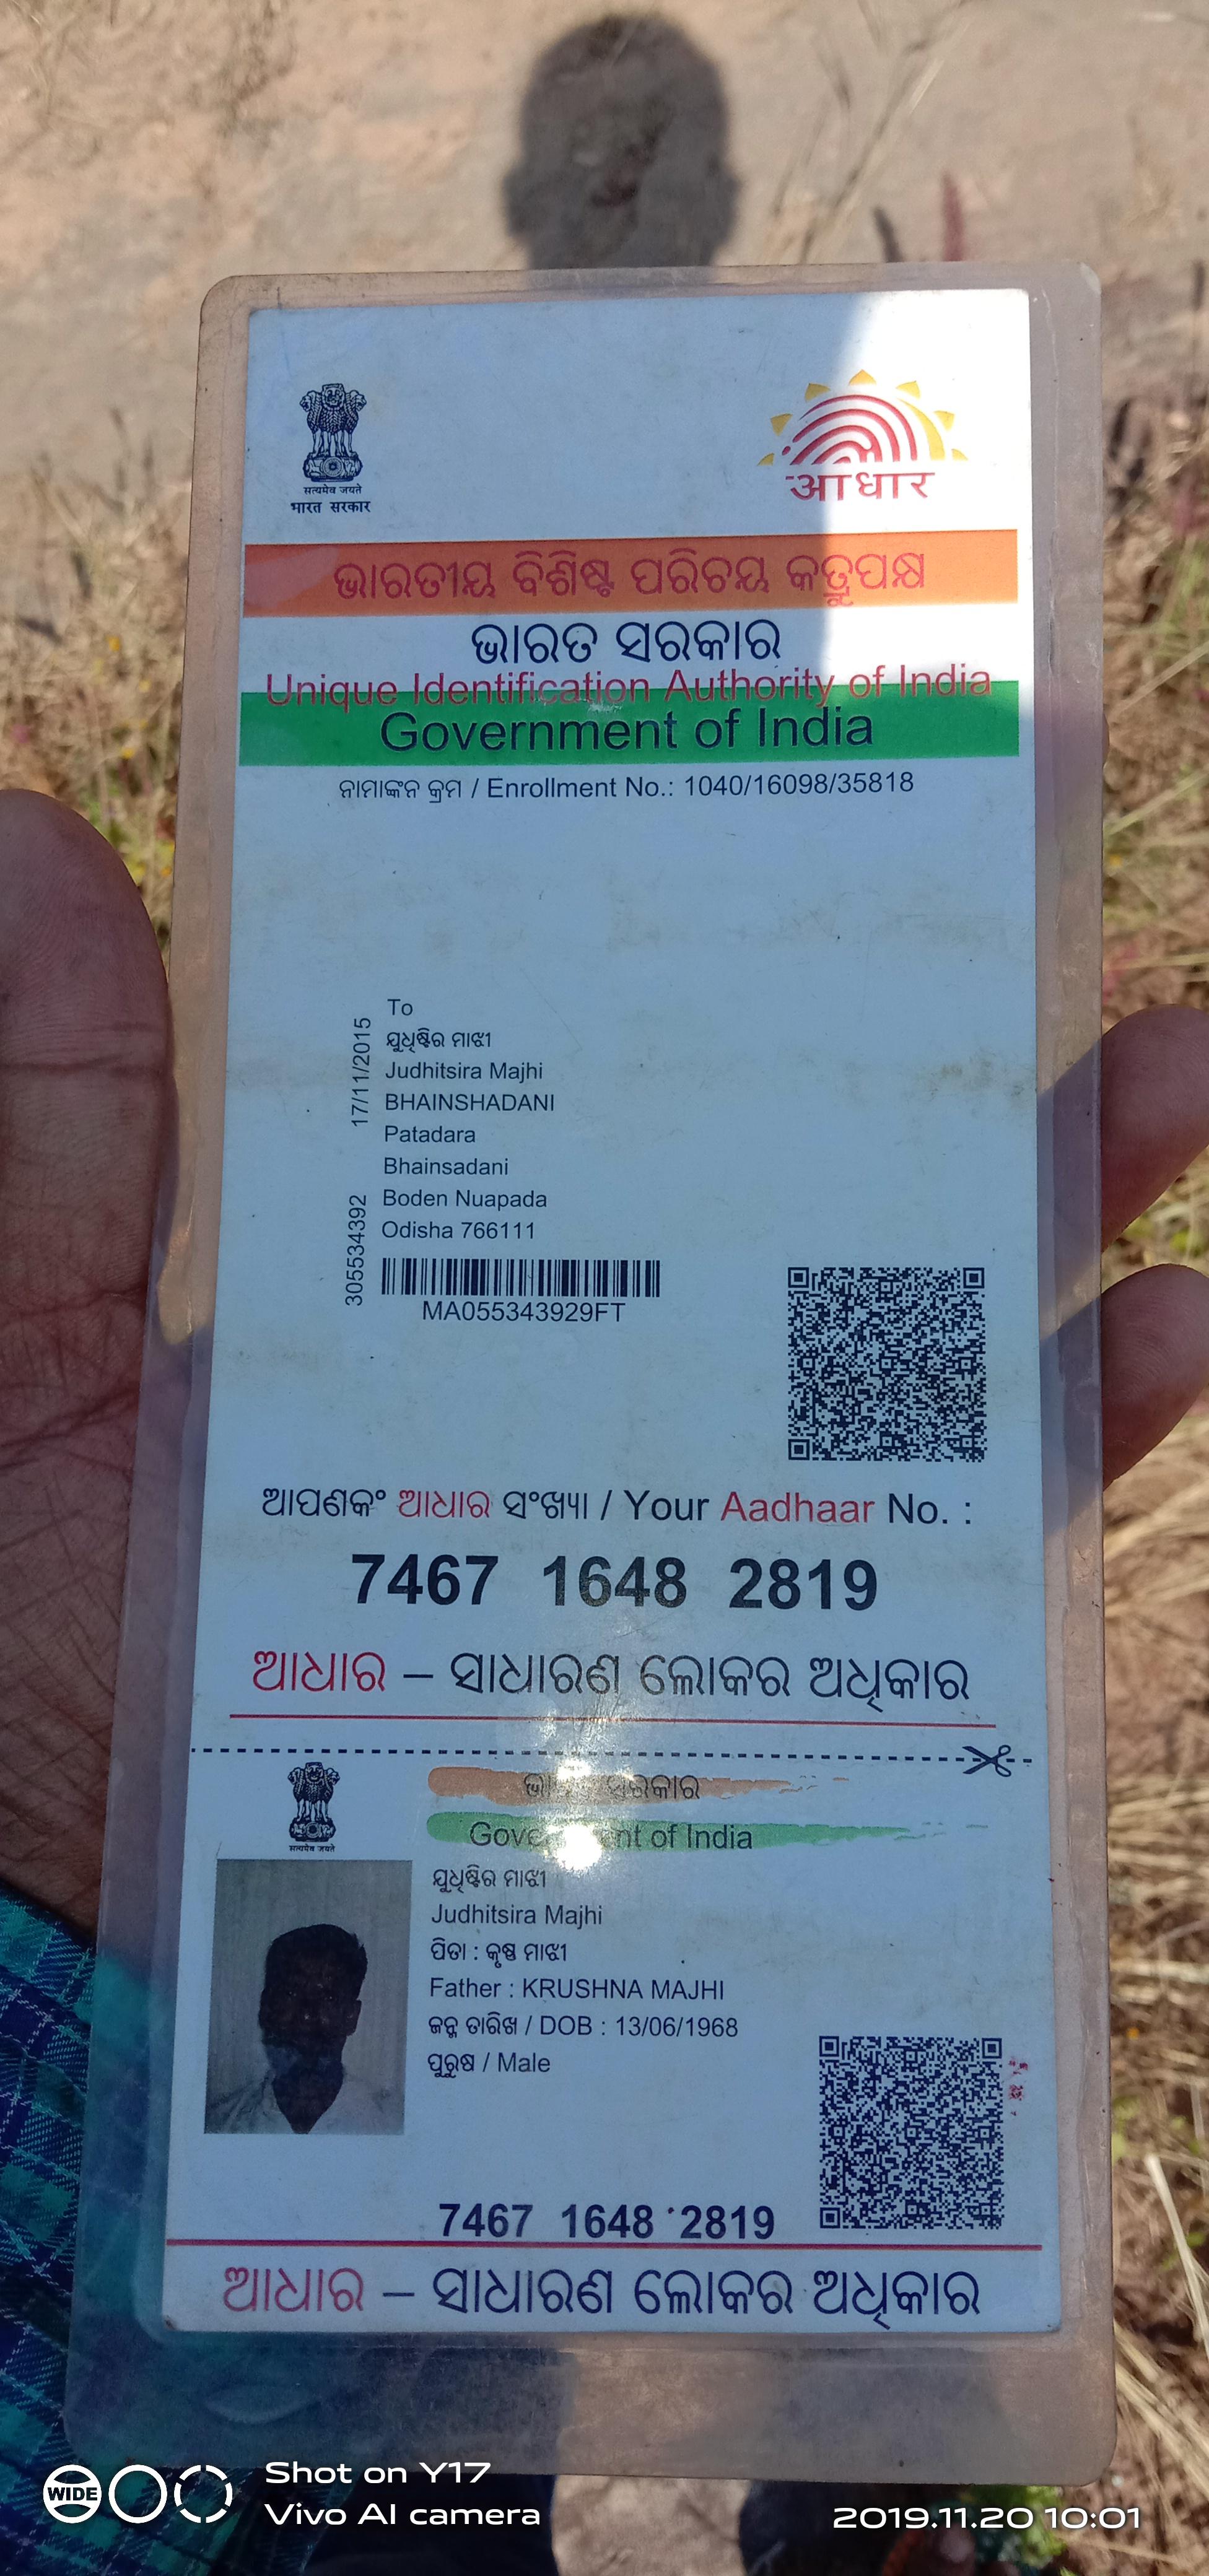 सत्यमेव जयते
भारत सरकार
आधार
ଭାରତୀୟ ବିଶିଷ୍ଟ ପରିଚୟ କର୍ତ୍ତୃପକ୍ଷ
ଭାରତ ସରକାର
Unique Identification Authority of India
Government of India
ନାମାଙ୍କନ କ୍ରମ / Enrollment No.: 1040/16098/35818
To
ଯୁଧିଷ୍ଟିର ମାଝୀ
Judhitsira Majhi
BHAINSHADANI
Patadara
Bhainsadani
Boden Nuapada
Odisha 766111
17/11/2015
305534392
MA055343929FT
ଆପଣକଂ ଆଧାର ସଂଖ୍ୟା / Your Aadhaar No. :
7467 1648 2819
ଆଧାର – ସାଧାରଣ ଲୋକର ଅଧିକାର
सत्यमेव जयते
ସରକାର
of India
ଯୁଧିଷ୍ଟିର ମାଝୀ
Judhitsira Majhi
ପିତା : କୃଷ୍ଣ ମାଝୀ
Father : KRUSHNA MAJHI
ଜନ୍ମ ତାରିଖ / DOB : 13/06/1968
ପୁରୁଷ / Male
7467 1648 2819
ଆଧାର – ସାଧାରଣ ଲୋକର ଅଧିକାର
WIDE
Shot on Y17
Vivo AI camera
2019.11.20 10:01